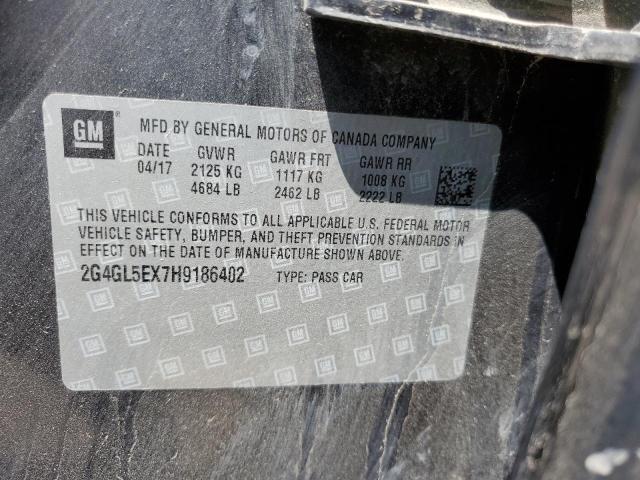 GM
MFD BY GENERAL MOTORS OF CANADA COMPANY
DATE GVWR GAWR FRT GAWR RR
04/17 2125 KG 1117 KG 1008 KG
4684 LB 2462 LB 2222 LB
THIS VEHICLE CONFORMS TO ALL APPLICABLE U.S. FEDERAL MOTOR
VEHICLE SAFETY, BUMPER, AND THEFT PREVENTION STANDARDS IN
EFFECT ON THE DATE OF MANUFACTURE SHOWN ABOVE.
2G4GL5EX7H9186402 TYPE: PASS CAR